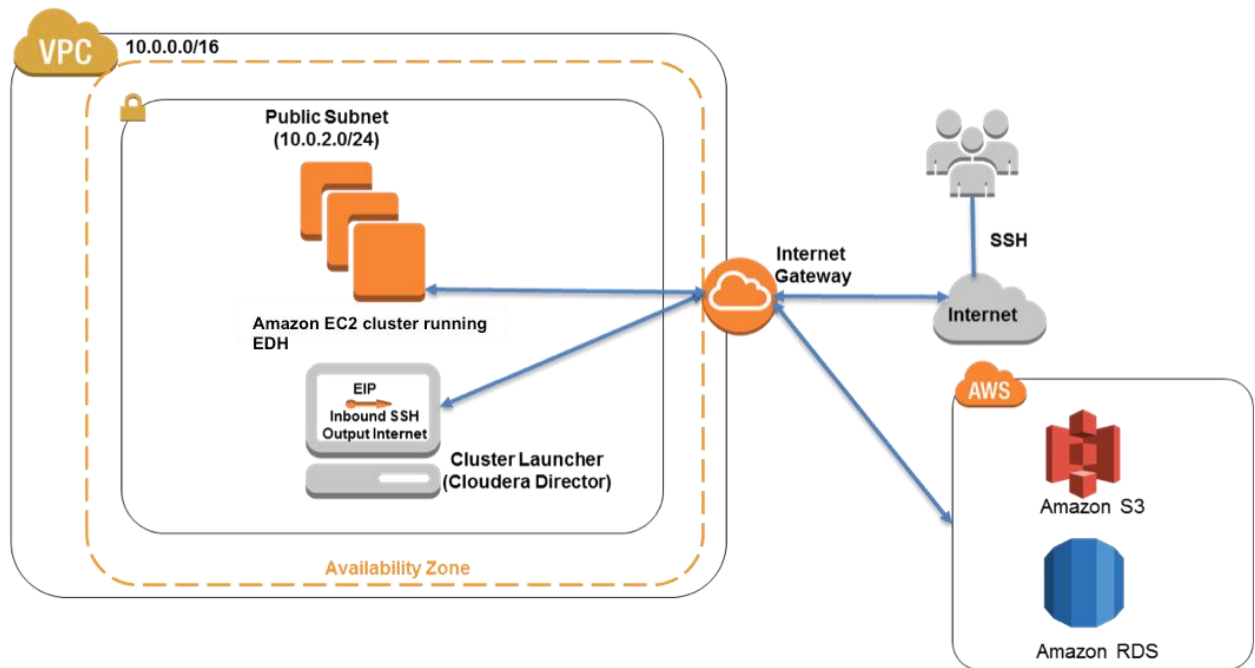 VPC
10.0.0.0/16
Public Subnet
(10.0.2.0/24)
Amazon EC2 cluster running
EDH
EIP
Inbound SSH
Output Internet
Cluster Launcher
(Cloudera Director)
Availability Zone
Internet
Gateway
SSH
Internet
AWS
Amazon S3
Amazon RDS